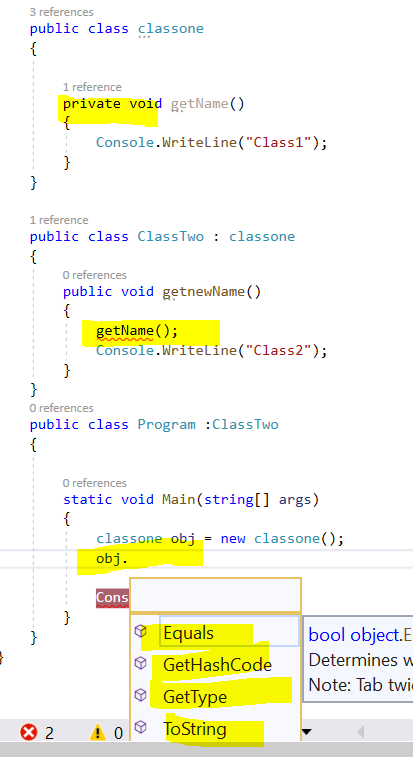 3 references
public class classone
{
1 reference
private void getName()
{
Console.WriteLine("Class1");
}
}
1 reference
public class ClassTwo : classone
{
0 references
public void getnewName()
{
getName();
Console.WriteLine("Class2");
}
}
0 references
public class Program :ClassTwo
{
0 references
static void Main(string[] args)
{
classone obj = new classone();
obj.
Cons
}
}
}
Equals
GetHashCode
GetType
ToString
bool object.E
Determines w
Note: Tab twic
2
0